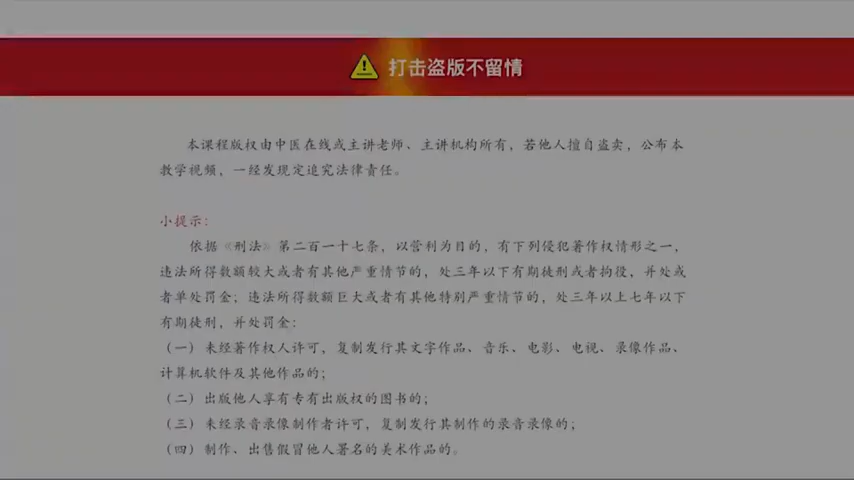 打击盗版不留情
本课程版权由中医在线或主讲老师、主讲机构所有，若他人擅自盗卖，公布本
教学视频，一经发现定追究法律责任。
小提示：
依据《刑法》第二百一十七条，以营利为目的，有下列侵犯著作权情形之一，
违法所得数额较大或者有其他严重情节的，处三年以下有期徒刑或者拘役，并处或
者单处罚金；违法所得数额巨大或者有其他特别严重情节的，处三年以上七年以下
有期徒刑，并处罚金：
（一）未经著作权人许可，复制发行其文字作品、音乐、电影、电视、录像作品、
计算机软件及其他作品的；
（二）出版他人享有专有出版权的图书的；
（三）未经录音录像制作者许可，复制发行其制作的录音录像的；
（四）制作、出售假冒他人署名的美术作品的。